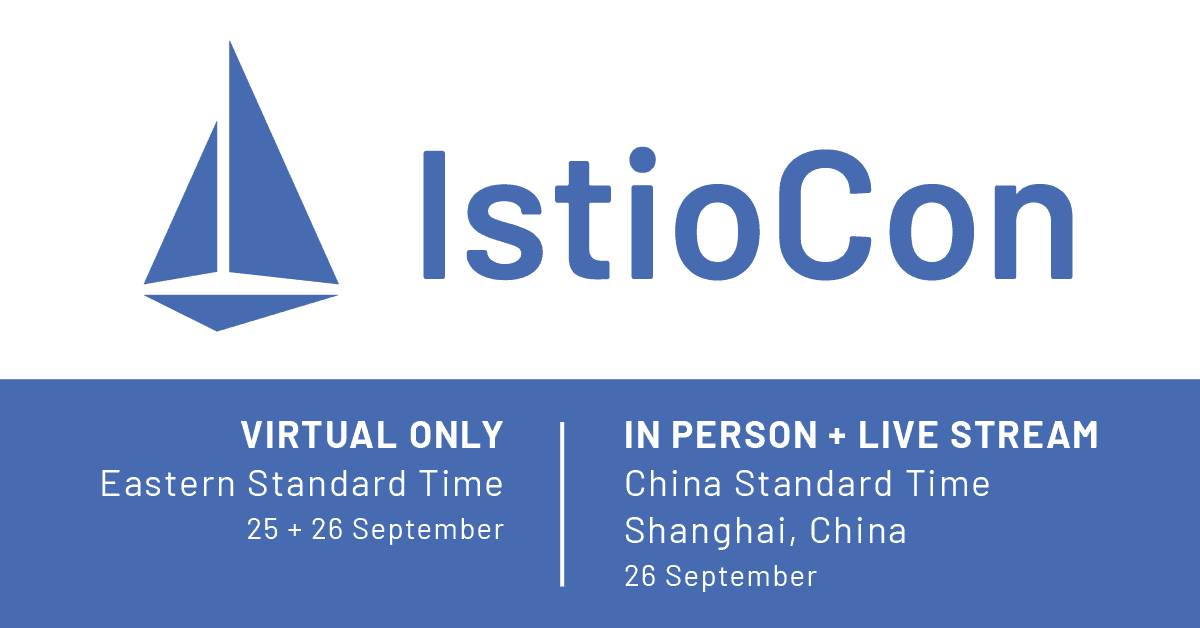 IstioCon
VIRTUAL ONLY
Eastern Standard Time
25 + 26 September
IN PERSON + LIVE STREAM
China Standard Time
Shanghai, China
26 September